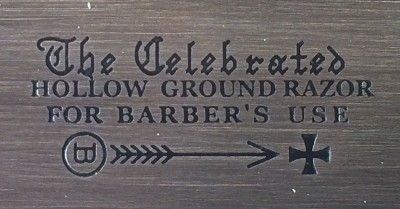 The Celebrated
HOLLOW GROUND RAZOR
FOR BARBER'S USE
B